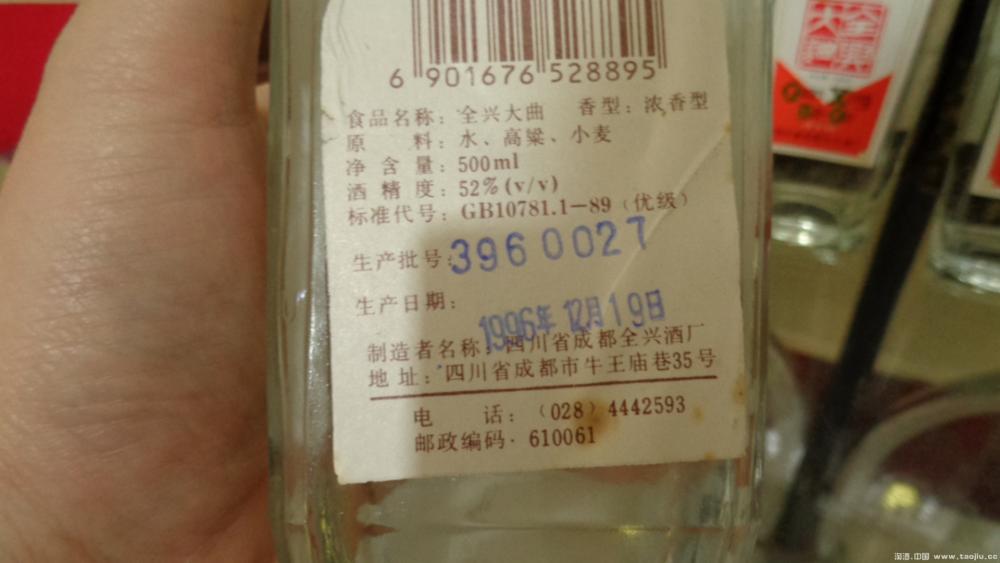 6 901676 528895
食品名称：全兴大曲 香型：浓香型
原 料：水、高粱、小麦
净 含 量：500ml
酒 精 度：52%(v/v)
标准代号：GB10781.1-89（优级）
生产批号：3960027
生产日期：
1996年 12月19日
制造者名称：四川省成都全兴酒厂
地 址：四川省成都市牛王庙巷35号
电 话：（028）4442593
邮政编码· 610061
全兴大曲
淘酒.中国 www.taojiu.cc